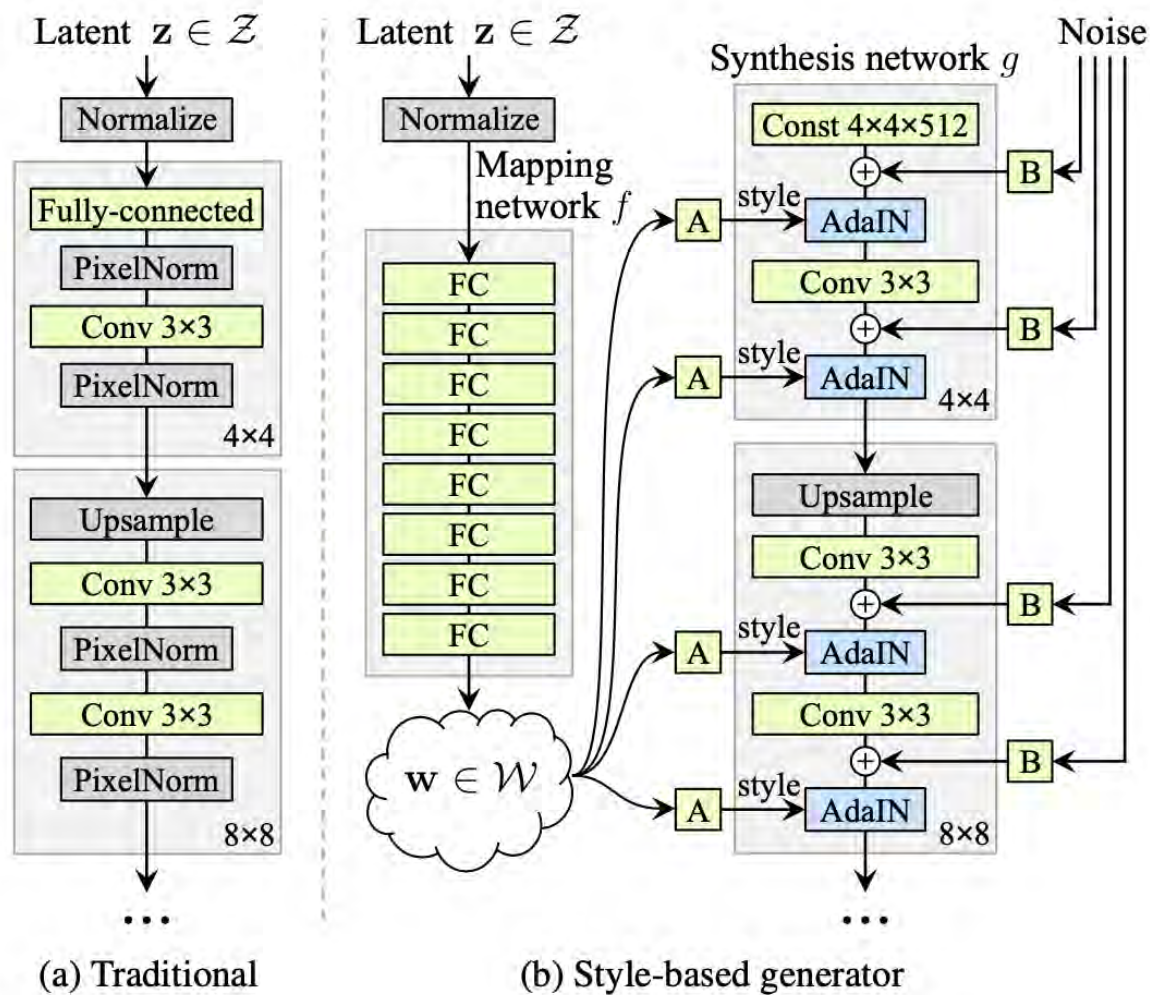 Latent z ∈ 𝒵
Normalize
Fully-connected
PixelNorm
Conv 3×3
PixelNorm
4×4
Upsample
Conv 3×3
PixelNorm
Conv 3×3
PixelNorm
8×8
...
(a) Traditional
Latent z ∈ 𝒵
Normalize
Mapping
network f
FC
FC
FC
FC
FC
FC
FC
FC
w ∈ 𝒲
Noise
Synthesis network g
Const 4×4×512
+
B
A
style
AdaIN
Conv 3×3
+
B
A
style
AdaIN
4×4
Upsample
Conv 3×3
+
B
A
style
AdaIN
Conv 3×3
+
B
A
style
AdaIN
8×8
...
(b) Style-based generator